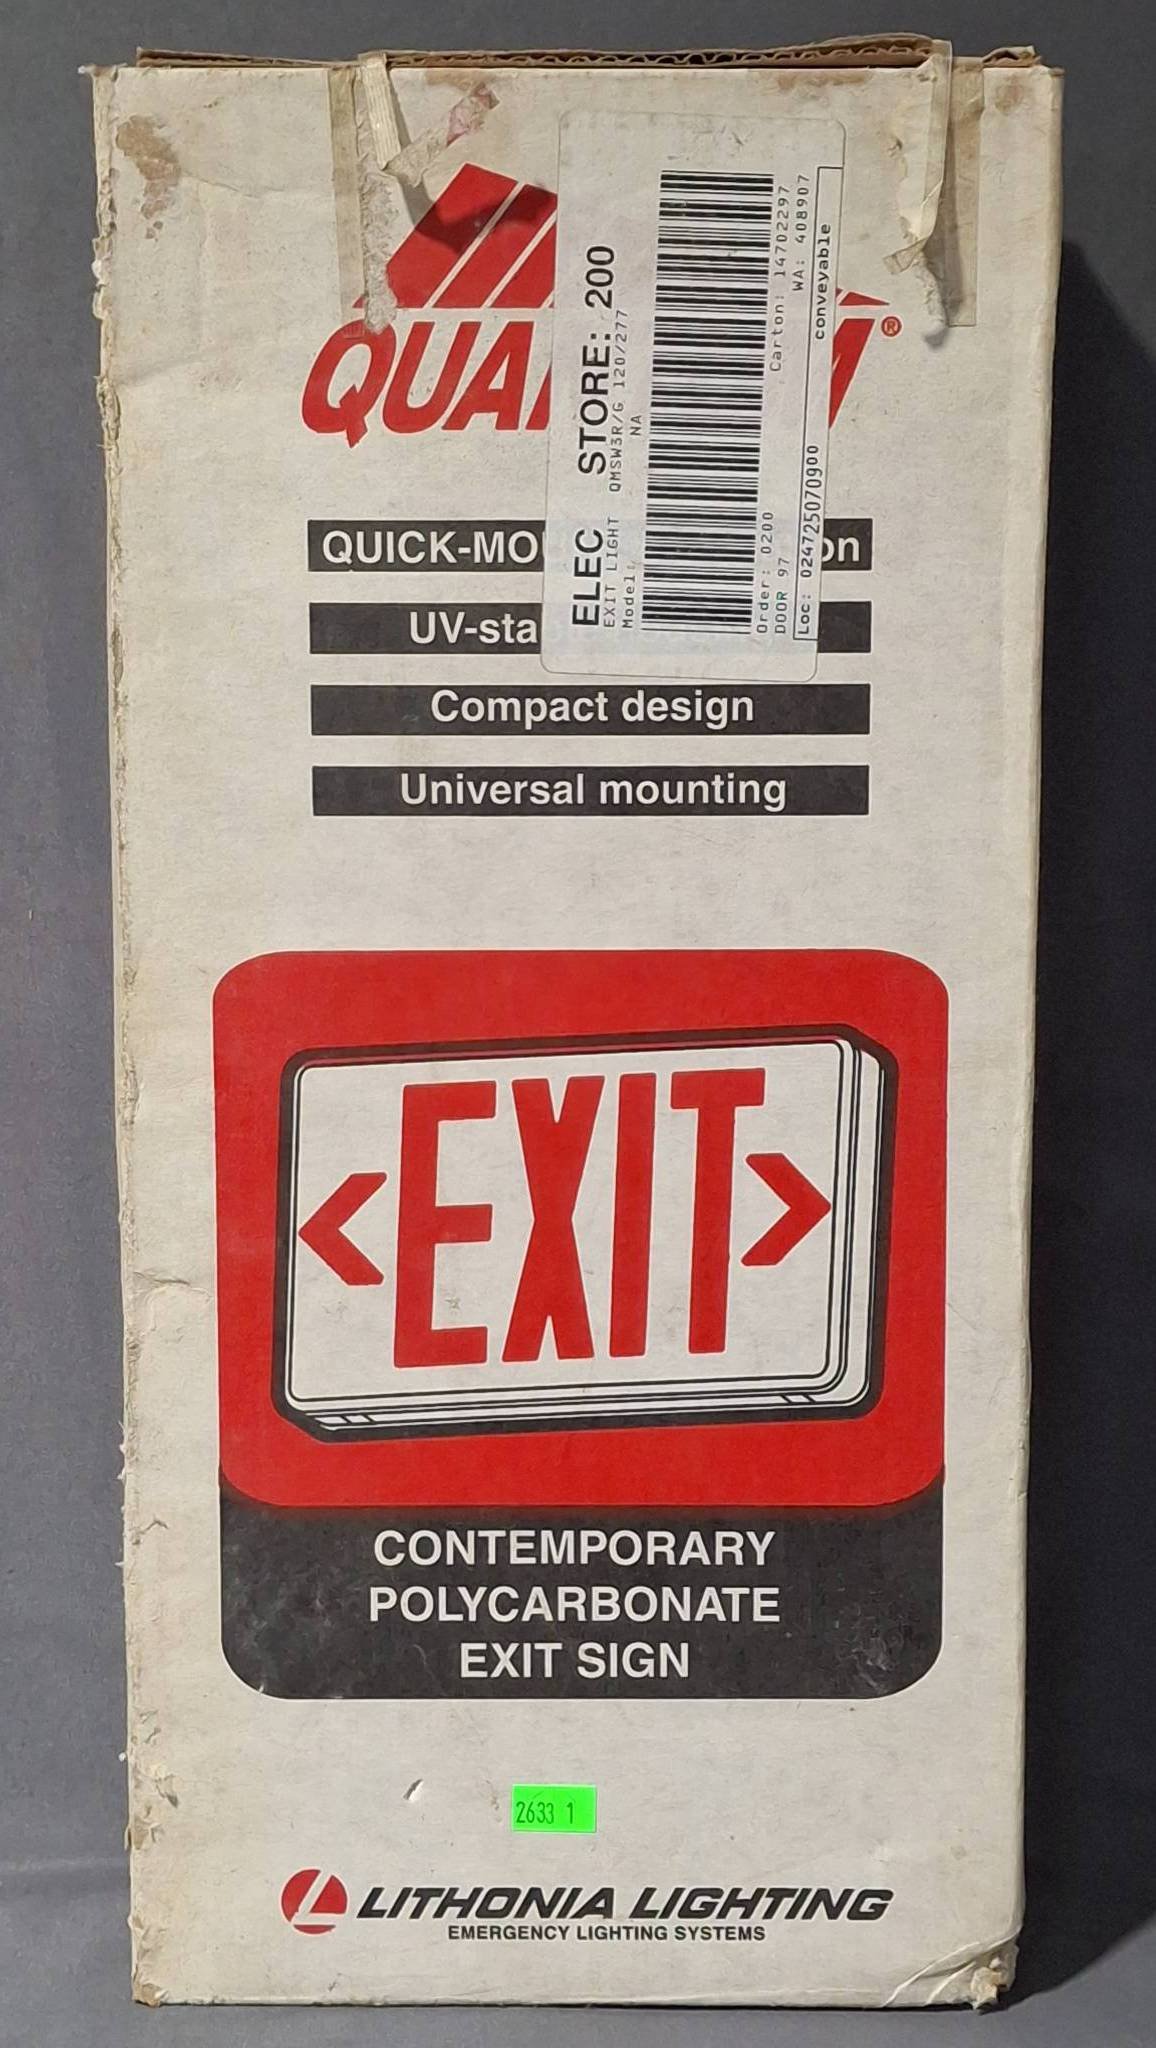 QUA M®
QUICK-MO on
UV-sta
Compact design
Universal mounting
ELEC STORE: 200
EXIT LIGHT QMSW3R/G 120/277
Model: NA
Order: 0200 Carton: 14702297
DOOR 97 WA: 408907
Loc: 024725070900 conveyable
<EXIT>
CONTEMPORARY
POLYCARBONATE
EXIT SIGN
2633 1
LITHONIA LIGHTING
EMERGENCY LIGHTING SYSTEMS